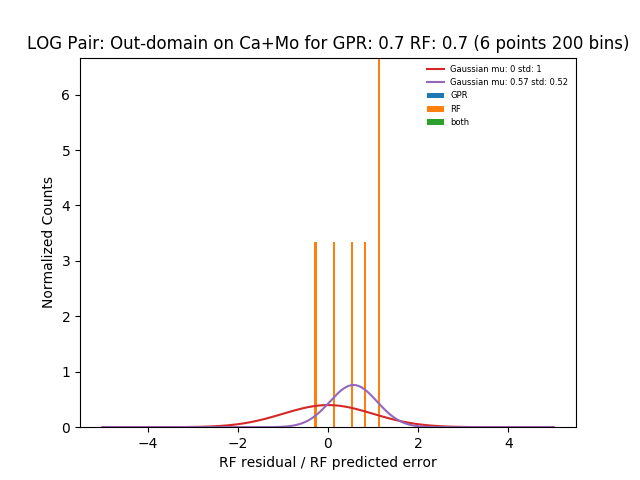 LOG Pair: Out-domain on Ca+Mo for GPR: 0.7 RF: 0.7 (6 points 200 bins)
Gaussian mu: 0 std: 1
Gaussian mu: 0.57 std: 0.52
GPR
RF
both
Normalized Counts
6
5
4
3
2
1
0
−4 −2 0 2 4
RF residual / RF predicted error